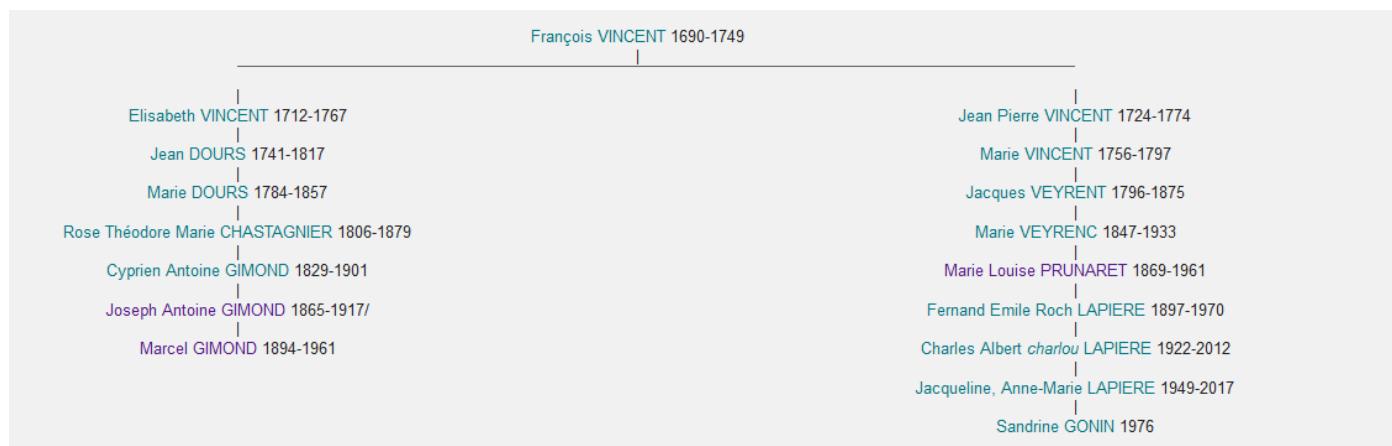 François VINCENT 1690-1749
Elisabeth VINCENT 1712-1767
Jean DOURS 1741-1817
Marie DOURS 1784-1857
Rose Théodore Marie CHASTAGNIER 1806-1879
Cyprien Antoine GIMOND 1829-1901
Joseph Antoine GIMOND 1865-1917/
Marcel GIMOND 1894-1961
Jean Pierre VINCENT 1724-1774
Marie VINCENT 1756-1797
Jacques VEYRENT 1796-1875
Marie VEYRENC 1847-1933
Marie Louise PRUNARET 1869-1961
Fernand Emile Roch LAPIERE 1897-1970
Charles Albert charlou LAPIERE 1922-2012
Jacqueline, Anne-Marie LAPIERE 1949-2017
Sandrine GONIN 1976